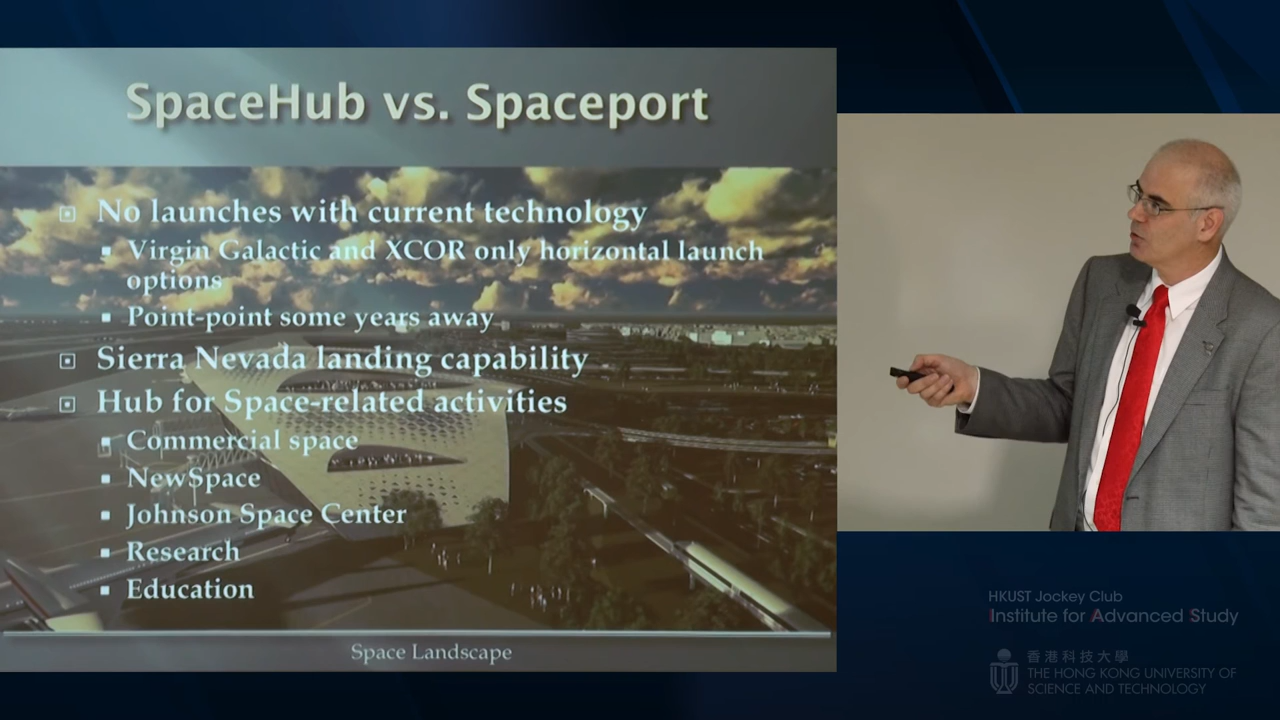 SpaceHub vs. Spaceport
No launches with current technology
Virgin Galactic and XCOR only horizontal launch
options
Point-point some years away
Sierra Nevada landing capability
Hub for Space-related activities
Commercial space
NewSpace
Johnson Space Center
Research
Education
Space Landscape
HKUST Jockey Club
Institute for Advanced Study
香港科技大學
THE HONG KONG UNIVERSITY OF
SCIENCE AND TECHNOLOGY